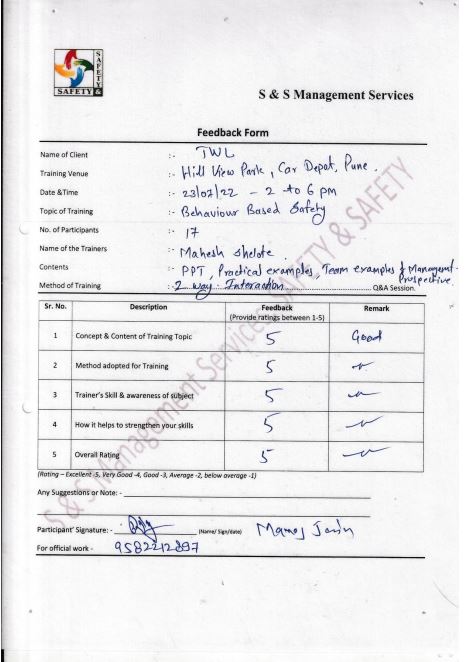 SAFETY
SAFETY &
S & S Management Services
Feedback Form
Name of Client :- TWL
Training Venue :- Hill View Park, Car Depot, Pune.
Date &Time :- 23/07/22 - 2 to 6 pm
Topic of Training :- Behaviour Based Safety
No. of Participants :- 17
Name of the Trainers :- Mahesh Shelote
Contents :- PPT, Practical examples, Team examples & Managemet Prospective
Method of Training :- 2 way - Interaction ........ Q&A Session.
Sr. No. Description Feedback (Provide ratings between 1-5) Remark
1 Concept & Content of Training Topic 5 Good
2 Method adopted for Training 5 〃
3 Trainer's Skill & awareness of subject 5 〃
4 How it helps to strengthen your skills 5 〃
5 Overall Rating 5 〃
(Rating – Excellent -5, Very Good -4, Good -3, Average -2, below average -1)
Any Suggestions or Note: -
Participant' Signature: - (Name/ Sign/date) Manoj
For official work - 9582212897
S & S Management Services SAFETY & SAFETY